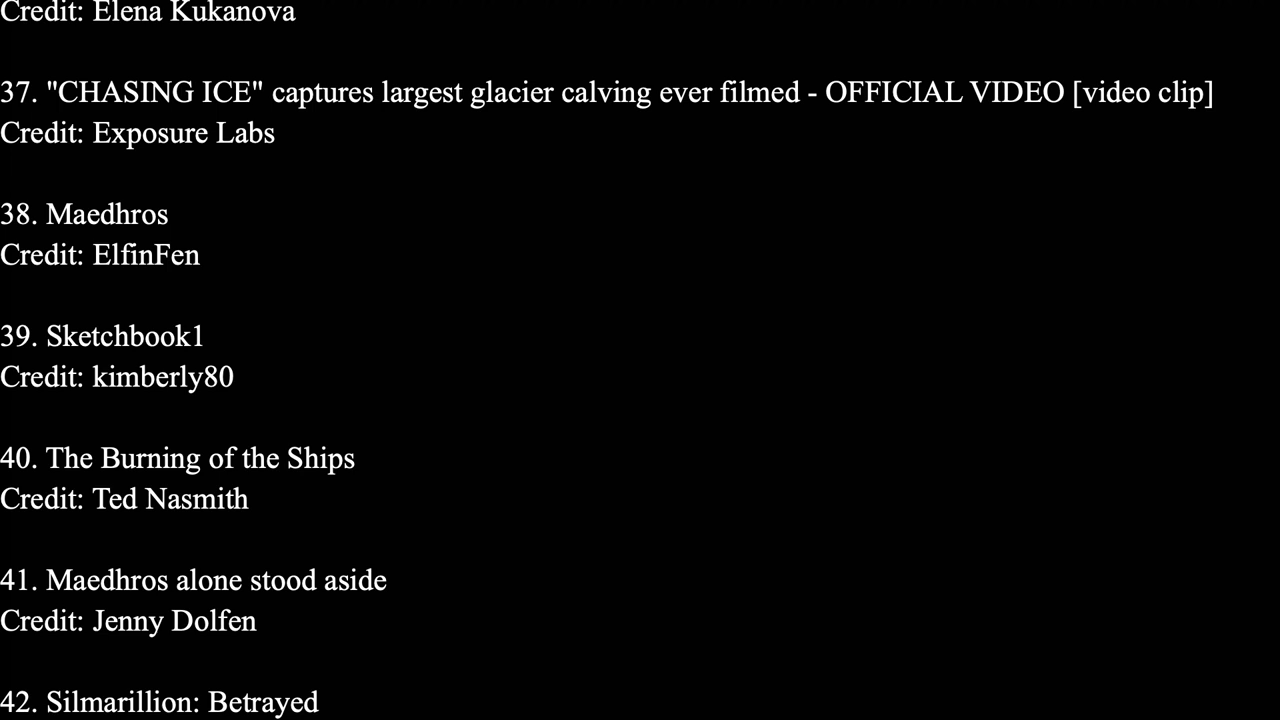 Credit: Elena Kukanova
37. "CHASING ICE" captures largest glacier calving ever filmed - OFFICIAL VIDEO [video clip]
Credit: Exposure Labs
38. Maedhros
Credit: ElfinFen
39. Sketchbook1
Credit: kimberly80
40. The Burning of the Ships
Credit: Ted Nasmith
41. Maedhros alone stood aside
Credit: Jenny Dolfen
42. Silmarillion: Betrayed